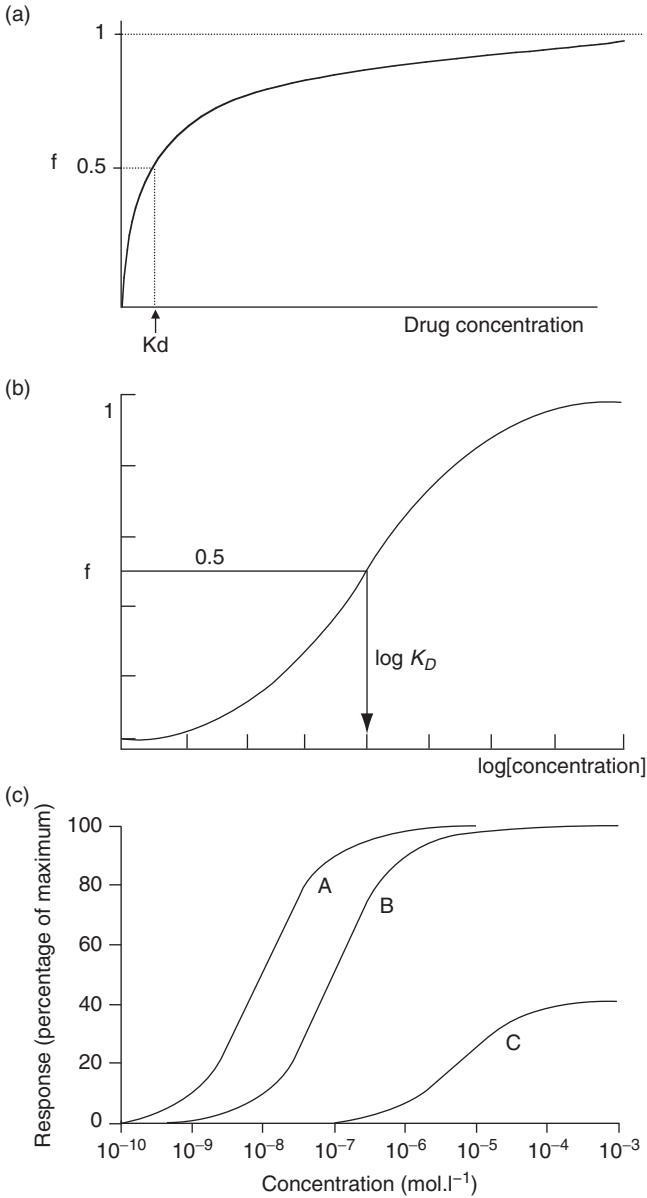 (a)
1
f
0.5
Drug concentration
Kd
(b)
1
0.5
f
log K_D
log[concentration]
(c)
Response (percentage of maximum)
100
80
60
40
20
0
A
B
C
10⁻¹⁰ 10⁻⁹ 10⁻⁸ 10⁻⁷ 10⁻⁶ 10⁻⁵ 10⁻⁴ 10⁻³
Concentration (mol.l⁻¹)